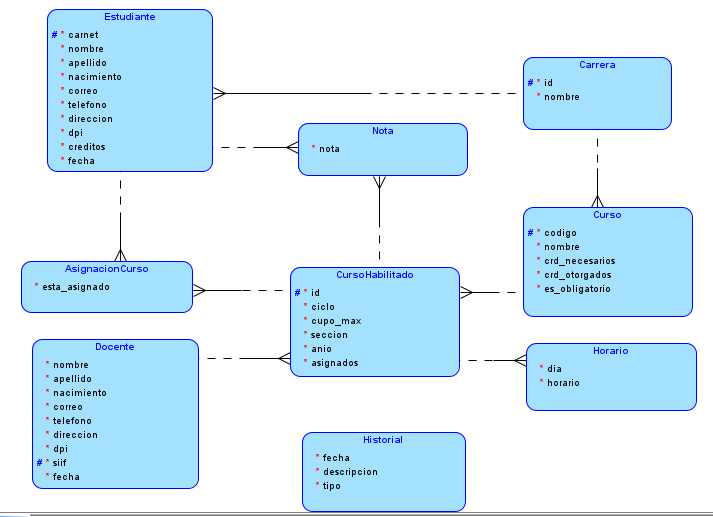 Estudiante
# * carnet
* nombre
* apellido
* nacimiento
* correo
* telefono
* direccion
* dpi
* creditos
* fecha
Carrera
# * id
* nombre
Nota
* nota
Curso
# * codigo
* nombre
* crd_necesarios
* crd_otorgados
* es_obligatorio
AsignacionCurso
* esta_asignado
CursoHabilitado
# * id
* ciclo
* cupo_max
* seccion
* anio
* asignados
Docente
* nombre
* apellido
* nacimiento
* correo
* telefono
* direccion
* dpi
# * siif
* fecha
Horario
* dia
* horario
Historial
* fecha
* descripcion
* tipo